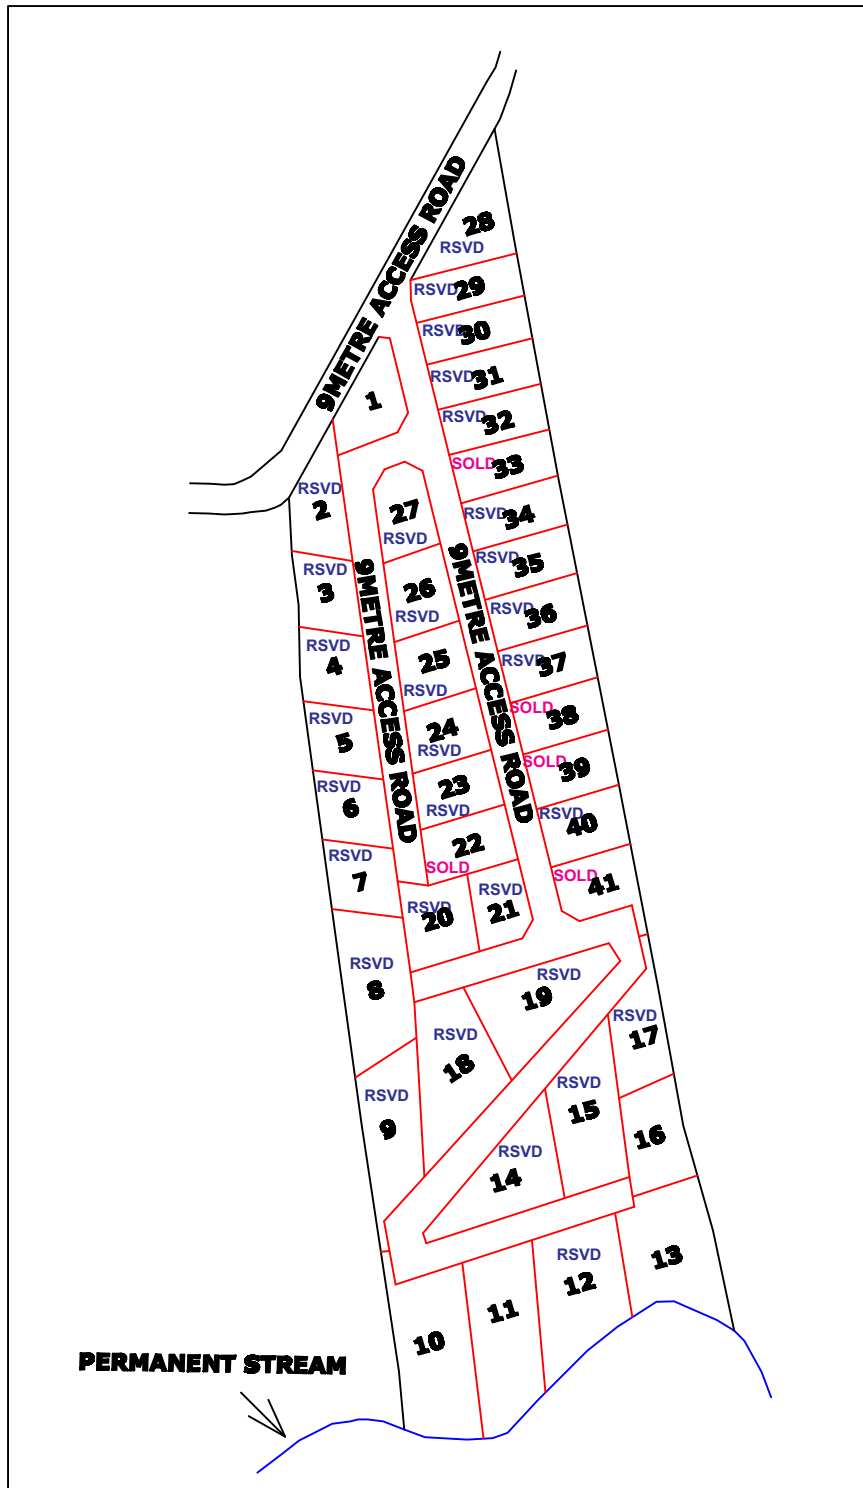 9METRE ACCESS ROAD
28
RSVD
RSVD 29
RSVD 30
RSVD 31
RSVD 32
SOLD 33
RSVD 34
RSVD 35
RSVD 36
RSVD 37
SOLD 38
SOLD 39
RSVD 40
SOLD 41
1
RSVD
2
RSVD
3
RSVD
4
RSVD
5
RSVD
6
RSVD
7
RSVD
8
RSVD
9
9METRE ACCESS ROAD
9METRE ACCESS ROAD
27
RSVD
26
RSVD
25
RSVD
24
RSVD
23
RSVD
22
SOLD
RSVD
20
RSVD
21
RSVD
19
RSVD
18
RSVD
17
RSVD
15
16
RSVD
14
RSVD
12
13
11
10
PERMANENT STREAM